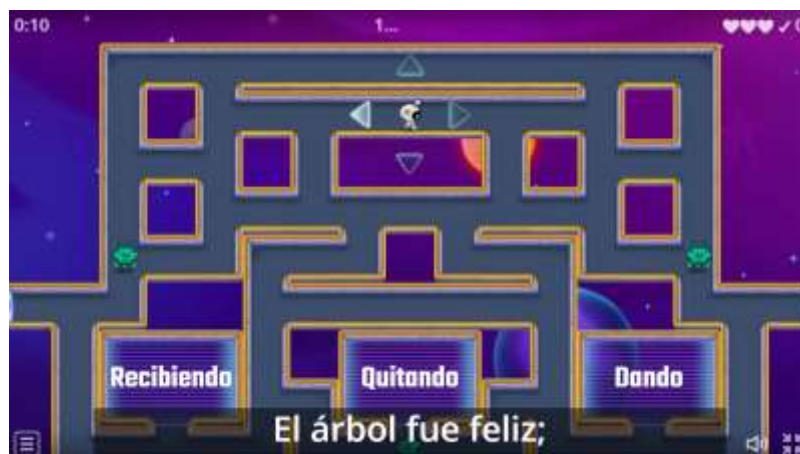 0:10
1...
Recibiendo
Quitando
Dando
El árbol fue feliz;